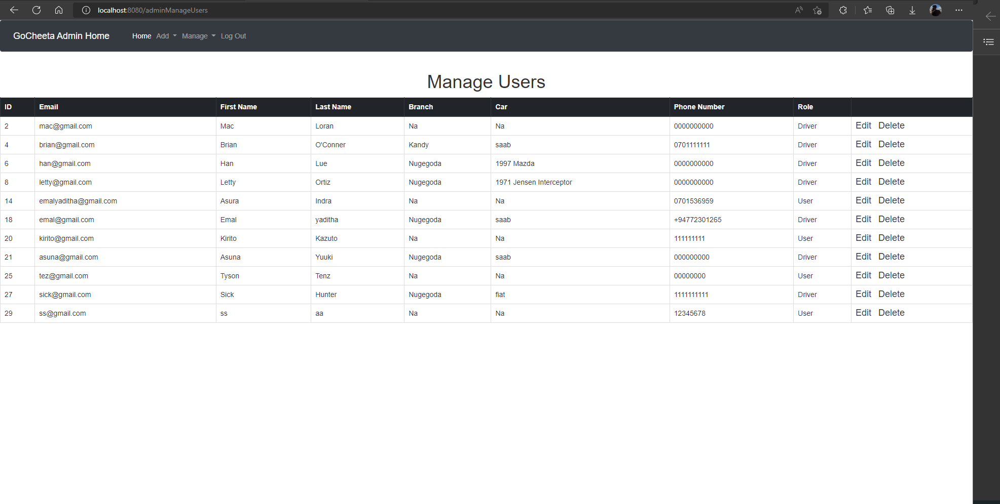 localhost:8080/adminManageUsers
GoCheeta Admin Home Home Add Manage Log Out
Manage Users
ID Email First Name Last Name Branch Car Phone Number Role
2 mac@gmail.com Mac Loran Na Na 0000000000 Driver Edit Delete
4 brian@gmail.com Brian O'Conner Kandy saab 0701111111 Driver Edit Delete
6 han@gmail.com Han Lue Nugegoda 1997 Mazda 0000000000 Driver Edit Delete
8 letty@gmail.com Letty Ortiz Nugegoda 1971 Jensen Interceptor 0000000000 Driver Edit Delete
14 emalyaditha@gmail.com Asura Indra Na Na 0701536959 User Edit Delete
18 emal@gmail.com Emal yaditha Nugegoda saab +94772301265 Driver Edit Delete
20 kirito@gmail.com Kirito Kazuto Na Na 111111111 User Edit Delete
21 asuna@gmail.com Asuna Yuuki Nugegoda saab 000000000 Driver Edit Delete
25 tez@gmail.com Tyson Tenz Na Na 00000000 User Edit Delete
27 sick@gmail.com Sick Hunter Nugegoda fiat 1111111111 Driver Edit Delete
29 ss@gmail.com ss aa Na Na 12345678 User Edit Delete